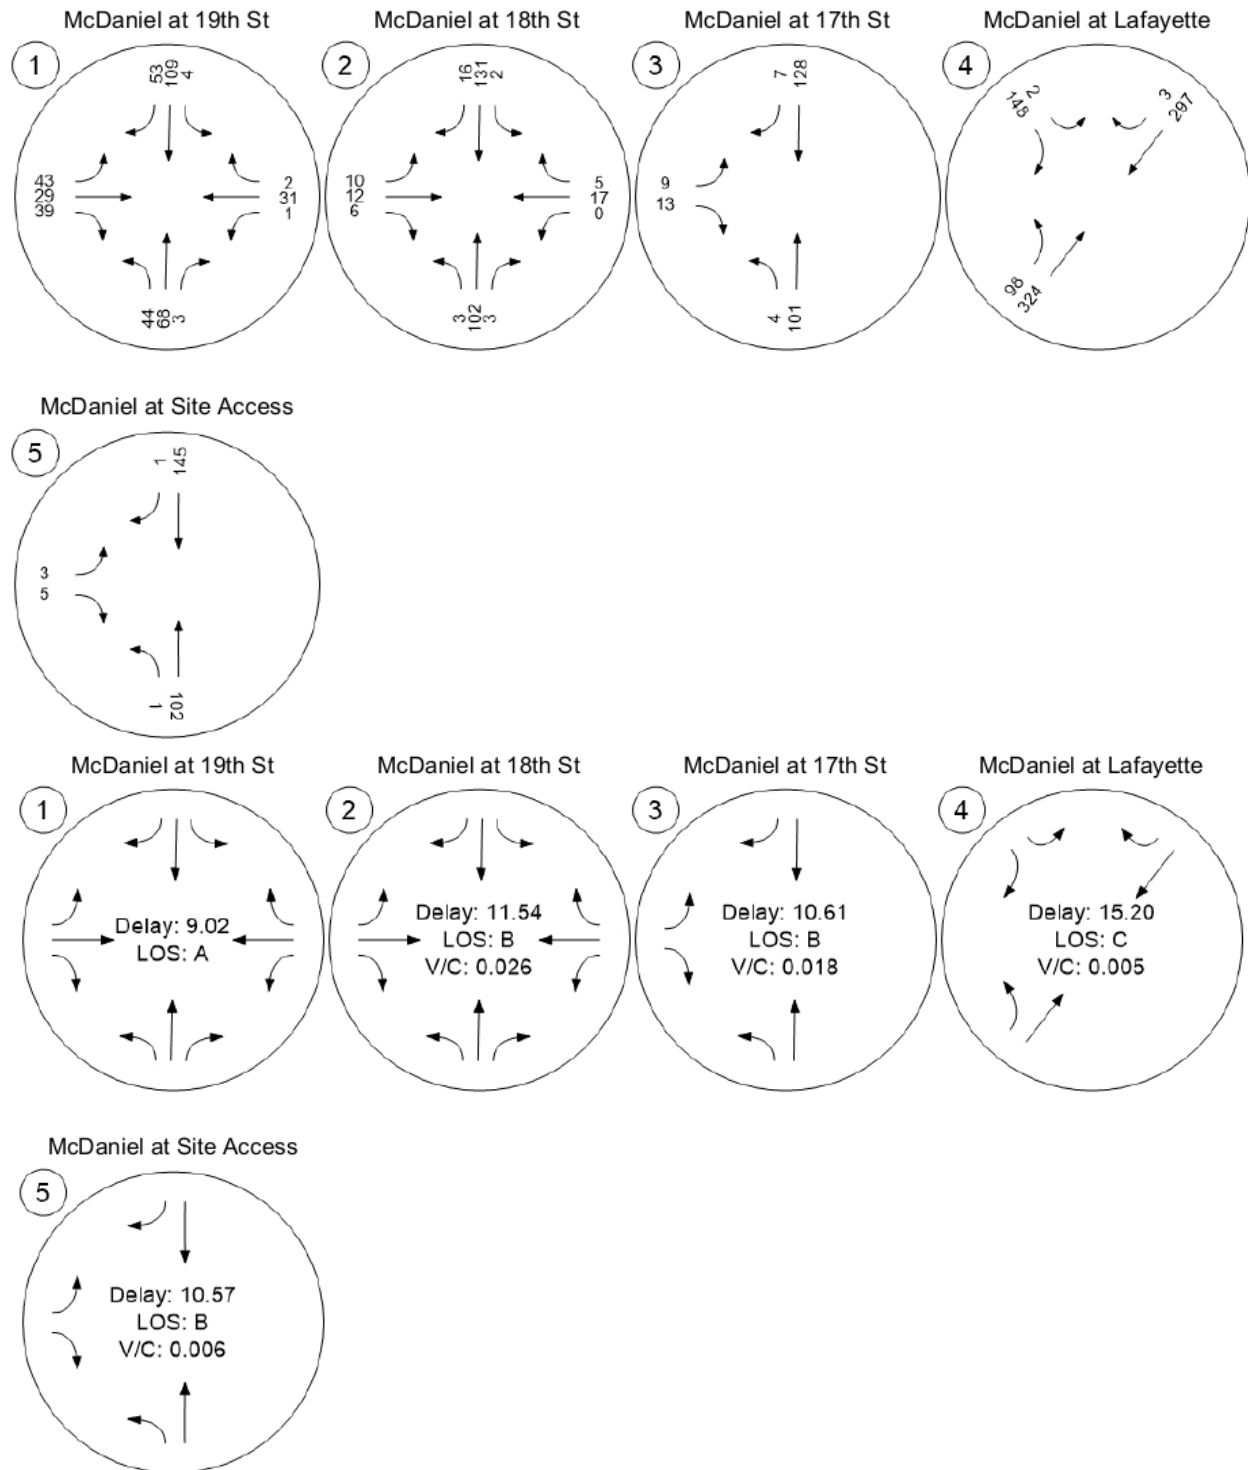 McDaniel at 19th St
1
53
109
4
43
29
39
2
31
1
44
68
3
McDaniel at 18th St
2
16
131
2
10
12
6
5
17
0
3
102
3
McDaniel at 17th St
3
7
128
9
13
4
101
McDaniel at Lafayette
4
2
148
3
297
98
324
McDaniel at Site Access
5
1
145
3
5
1
102
McDaniel at 19th St
1
Delay: 9.02
LOS: A
McDaniel at 18th St
2
Delay: 11.54
LOS: B
V/C: 0.026
McDaniel at 17th St
3
Delay: 10.61
LOS: B
V/C: 0.018
McDaniel at Lafayette
4
Delay: 15.20
LOS: C
V/C: 0.005
McDaniel at Site Access
5
Delay: 10.57
LOS: B
V/C: 0.006